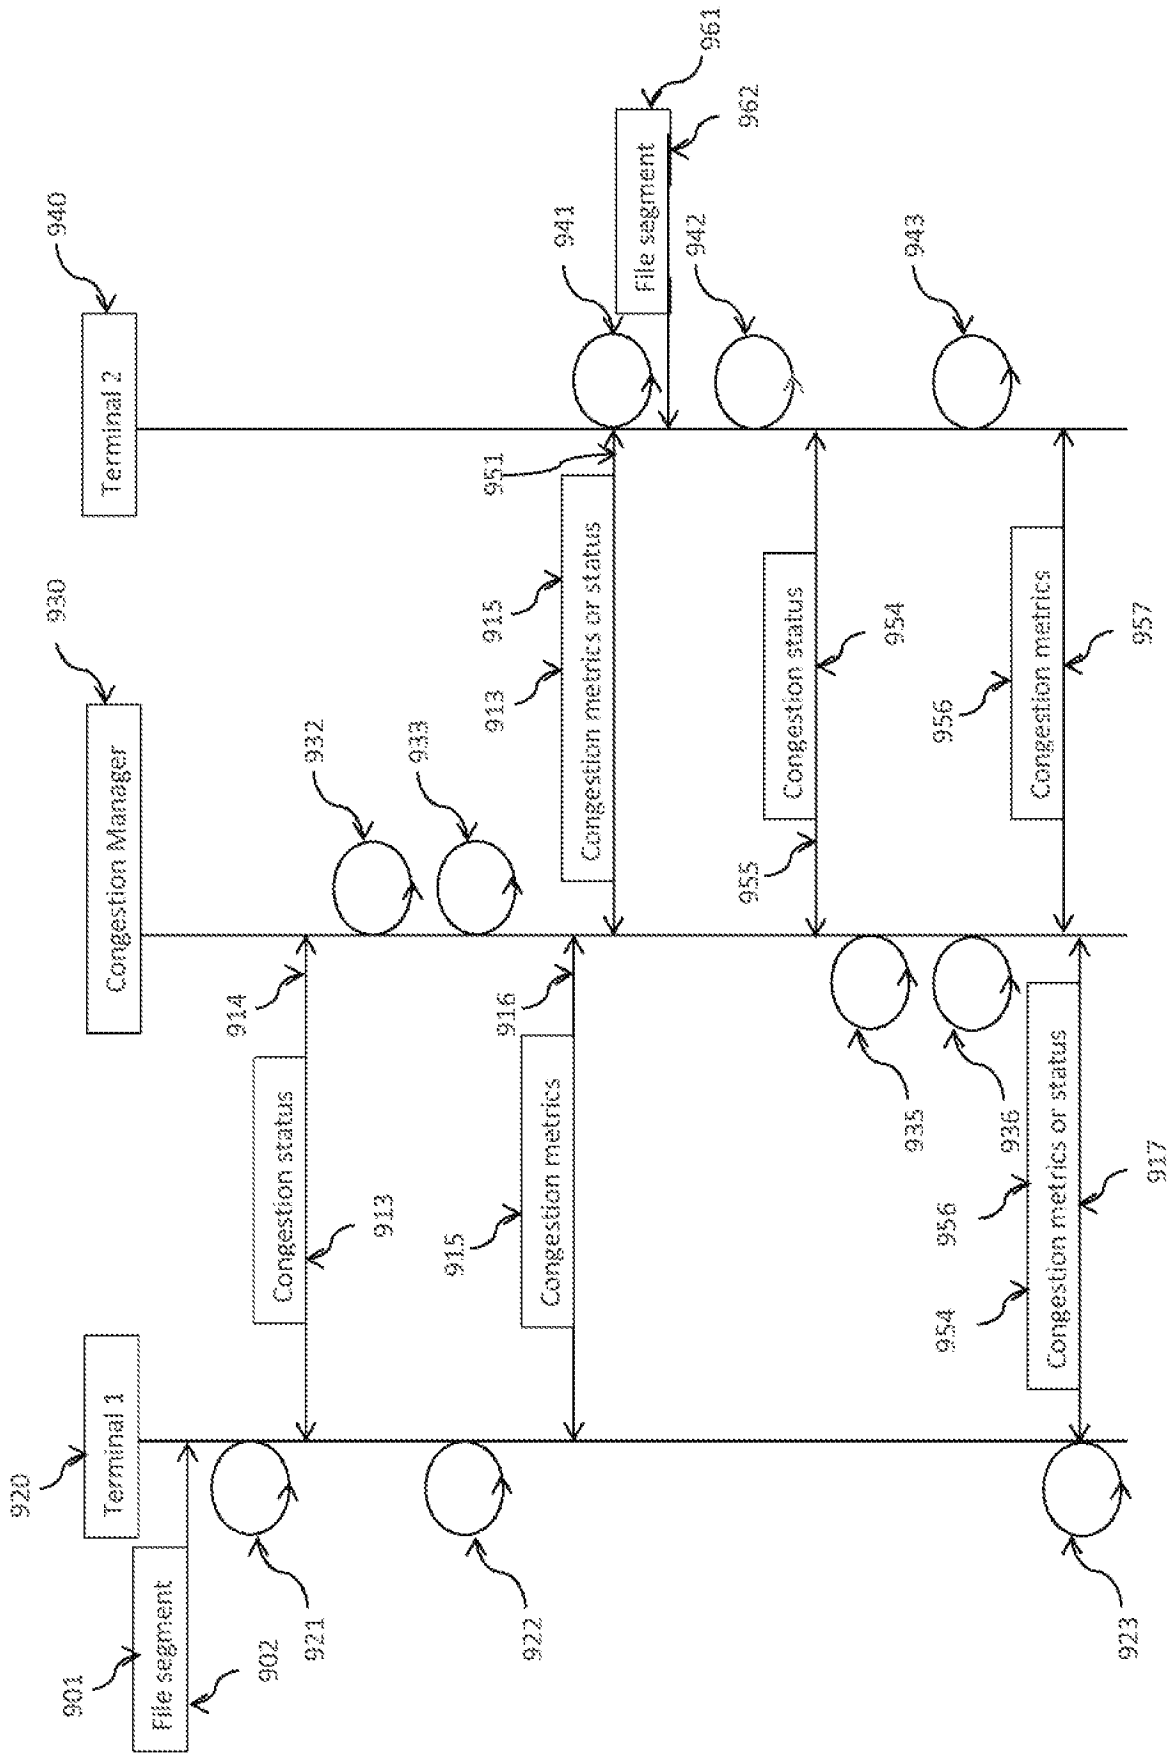 920
Terminal 1
930
Congestion Manager
940
Terminal 2
901
File segment
902
921
Congestion status
914
913
932
933
922
915
Congestion metrics
916
913
915
951
Congestion metrics or status
941
File segment
961
962
942
Congestion status
955
954
935
936
943
956
Congestion metrics
957
954
956
Congestion metrics or status
917
923